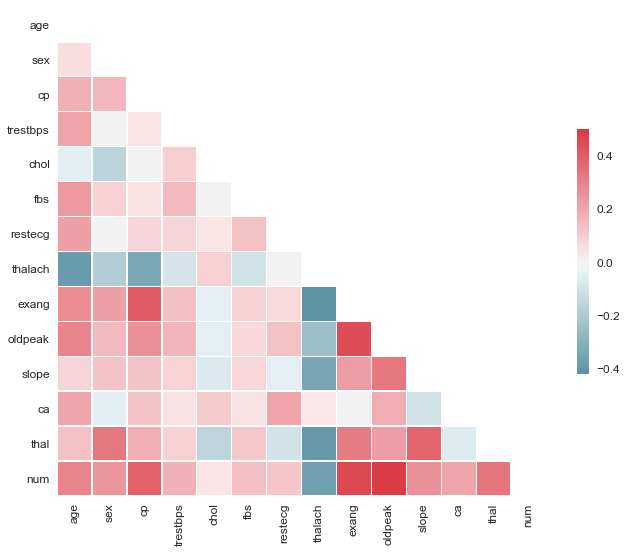 age
sex
cp
trestbps
chol
fbs
restecg
thalach
exang
oldpeak
slope
ca
thal
num
age
sex
cp
trestbps
chol
fbs
restecg
thalach
exang
oldpeak
slope
ca
thal
num
0.4
0.2
0.0
−0.2
−0.4